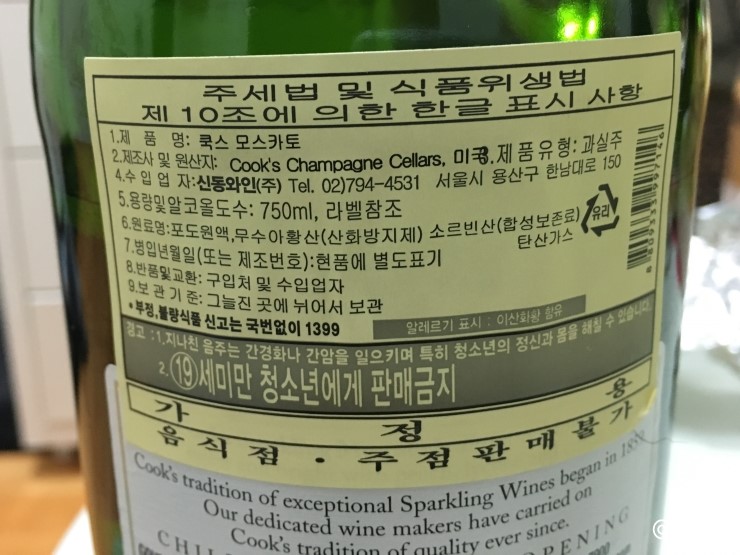 주세법 및 식품위생법
제 10조에 의한 한글 표시 사항
1.제 품 명: 쿡스 모스카토
2.제조사 및 원산지: Cook's Champagne Cellars, 미국 3.제품유형: 과실주
4.수 입 업 자:신동와인(주) Tel. 02)794-4531 서울시 용산구 한남대로 150
5.용량및알코올도수: 750ml, 라벨참조
6.원료명:포도원액,무수아황산(산화방지제) 소르빈산(합성보존료)
탄산가스
유리
7.병입년월일(또는 제조번호):현품에 별도표기
8.반품및교환: 구입처 및 수입업자
9.보 관 기 준: 그늘진 곳에 뉘어서 보관
*부정,불량식품 신고는 국번없이 1399
알레르기 표시 : 이산화황 함유
경고 :1.지나친 음주는 간경화나 간암을 일으키며 특히 청소년의 정신과 몸을 해칠 수 있습니다.
2. 19세미만 청소년에게 판매금지
가 정 용
음식점 · 주점판매불가
Cook's tradition of exceptional Sparkling Wines began in
Our dedicated wine makers have carried on
Cook's tradition of quality ever since.